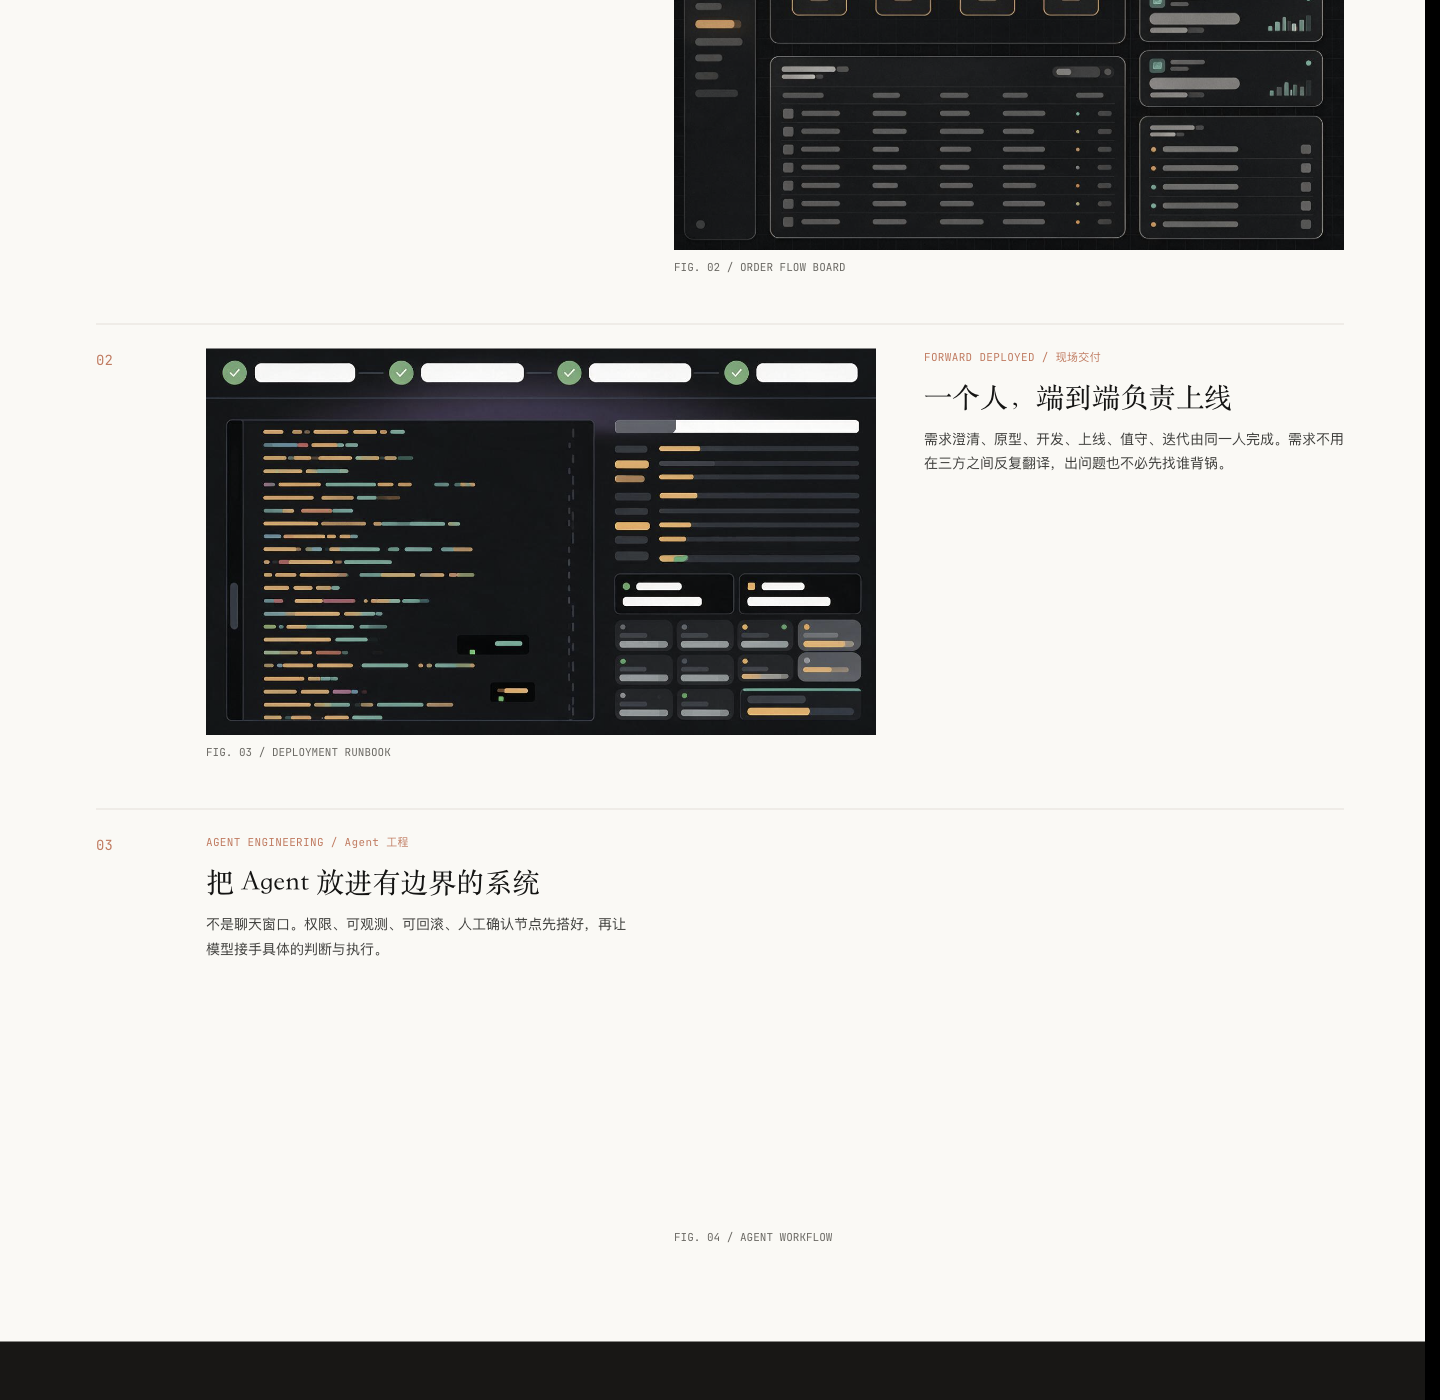 FIG. 02 / ORDER FLOW BOARD
02
FORWARD DEPLOYED / 现场交付
一个人，端到端负责上线
需求澄清、原型、开发、上线、值守、迭代由同一人完成。需求不用
在三方之间反复翻译，出问题也不必先找谁背锅。
FIG. 03 / DEPLOYMENT RUNBOOK
03
AGENT ENGINEERING / Agent 工程
把 Agent 放进有边界的系统
不是聊天窗口。权限、可观测、可回滚、人工确认节点先搭好，再让
模型接手具体的判断与执行。
FIG. 04 / AGENT WORKFLOW